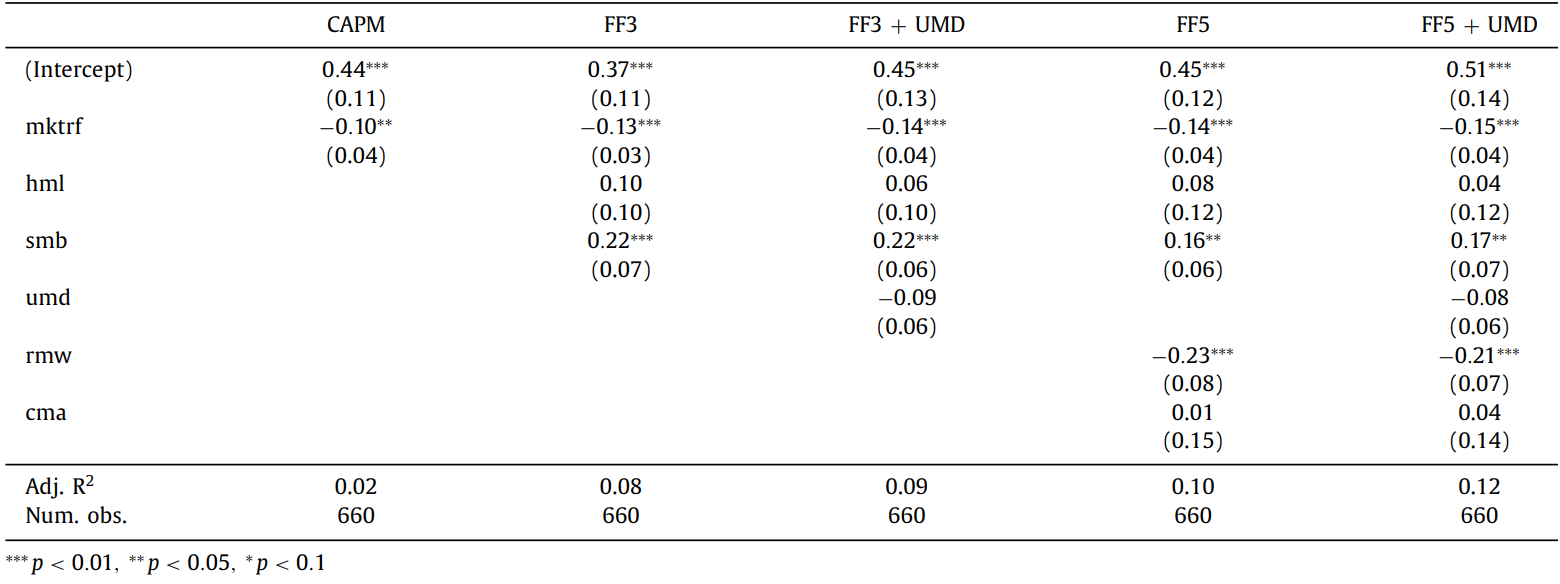 CAPM FF3 FF3 + UMD FF5 FF5 + UMD
(Intercept) 0.44*** 0.37*** 0.45*** 0.45*** 0.51***
(0.11) (0.11) (0.13) (0.12) (0.14)
mktrf −0.10** −0.13*** −0.14*** −0.14*** −0.15***
(0.04) (0.03) (0.04) (0.04) (0.04)
hml 0.10 0.06 0.08 0.04
(0.10) (0.10) (0.12) (0.12)
smb 0.22*** 0.22*** 0.16** 0.17**
(0.07) (0.06) (0.06) (0.07)
umd −0.09 −0.08
(0.06) (0.06)
rmw −0.23*** −0.21***
(0.08) (0.07)
cma 0.01 0.04
(0.15) (0.14)
Adj. R² 0.02 0.08 0.09 0.10 0.12
Num. obs. 660 660 660 660 660
***p < 0.01, **p < 0.05, *p < 0.1